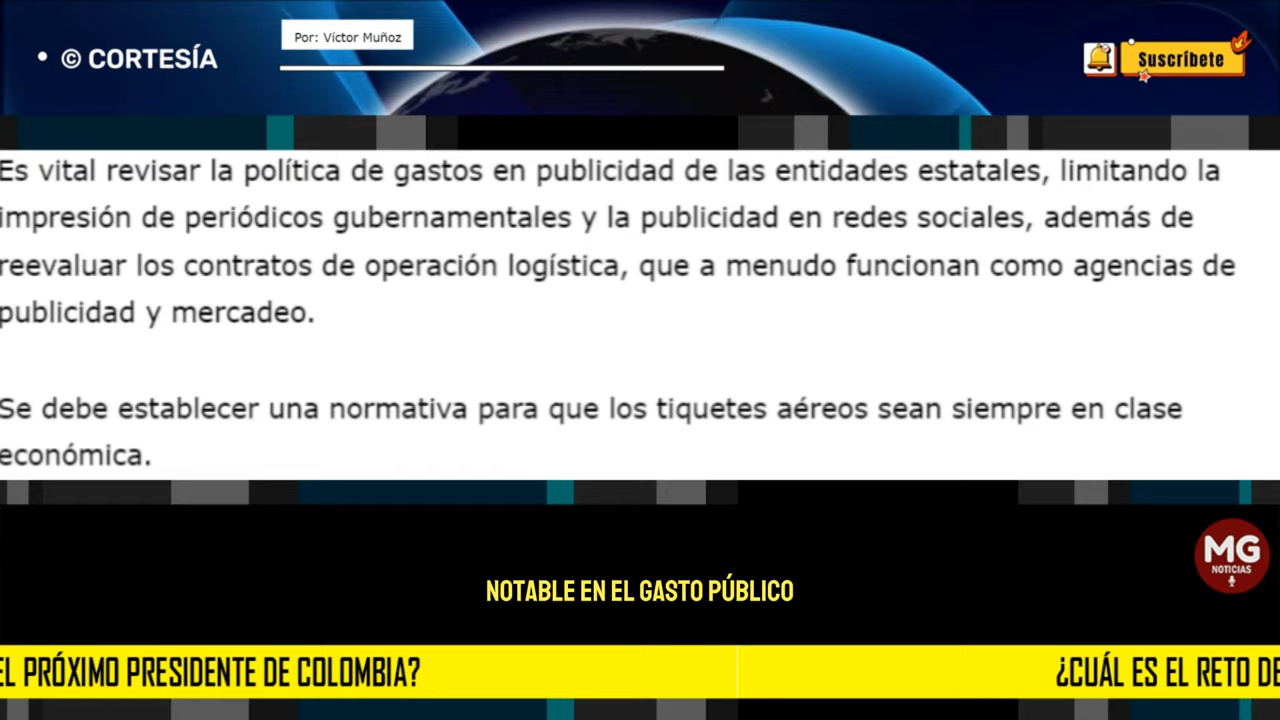 • © CORTESÍA
Por: Víctor Muñoz
Suscríbete
Es vital revisar la política de gastos en publicidad de las entidades estatales, limitando la
impresión de periódicos gubernamentales y la publicidad en redes sociales, además de
reevaluar los contratos de operación logística, que a menudo funcionan como agencias de
publicidad y mercadeo.
Se debe establecer una normativa para que los tiquetes aéreos sean siempre en clase
económica.
MG
NOTICIAS
NOTABLE EN EL GASTO PÚBLICO
EL PRÓXIMO PRESIDENTE DE COLOMBIA?
¿CUÁL ES EL RETO DE